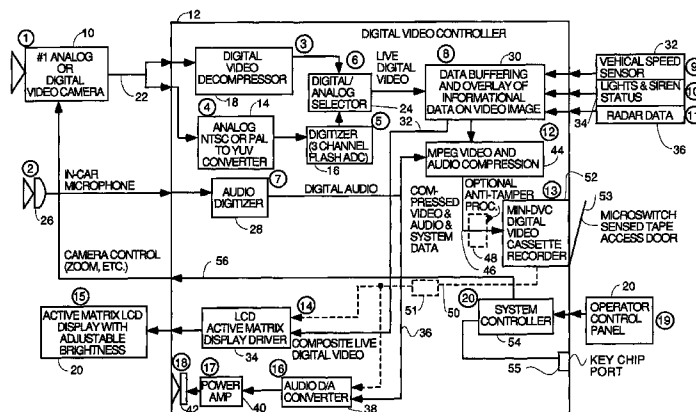 12
DIGITAL VIDEO CONTROLLER
1
10
#1 ANALOG
OR
DIGITAL
VIDEO CAMERA
22
DIGITAL
VIDEO
DECOMPRESSOR
18
3
4
14
ANALOG
NTSC OR PAL
TO YUV
CONVERTER
6
DIGITAL/
ANALOG
SELECTOR
24
5
DIGITIZER
(3 CHANNEL
FLASH ADC)
16
LIVE
DIGITAL
VIDEO
8
30
DATA BUFFERING
AND OVERLAY OF
INFORMATIONAL
DATA ON VIDEO IMAGE
32
32
VEHICAL SPEED
SENSOR
9
LIGHTS & SIREN
STATUS
10
34
RADAR DATA
11
36
12
MPEG VIDEO AND
AUDIO COMPRESSION
44
2
26
IN-CAR
MICROPHONE
7
AUDIO
DIGITIZER
28
DIGITAL AUDIO
COM-
PRESSED
VIDEO &
AUDIO &
SYSTEM
DATA
OPTIONAL
ANTI-TAMPER
PROC.
48
46
13
52
MINI-DVC
DIGITAL
VIDEO
CASSETTE
RECORDER
53
MICROSWITCH
SENSED TAPE
ACCESS DOOR
CAMERA CONTROL
(ZOOM, ETC.)
56
15
ACTIVE MATRIX LCD
DISPLAY WITH
ADJUSTABLE
BRIGHTNESS
20
14
LCD
ACTIVE MATRIX
DISPLAY DRIVER
34
COMPOSITE LIVE
DIGITAL VIDEO
51
50
36
20
SYSTEM
CONTROLLER
54
20
OPERATOR
CONTROL
PANEL
19
55
KEY CHIP
PORT
18
42
17
POWER
AMP
40
16
AUDIO D/A
CONVERTER
38